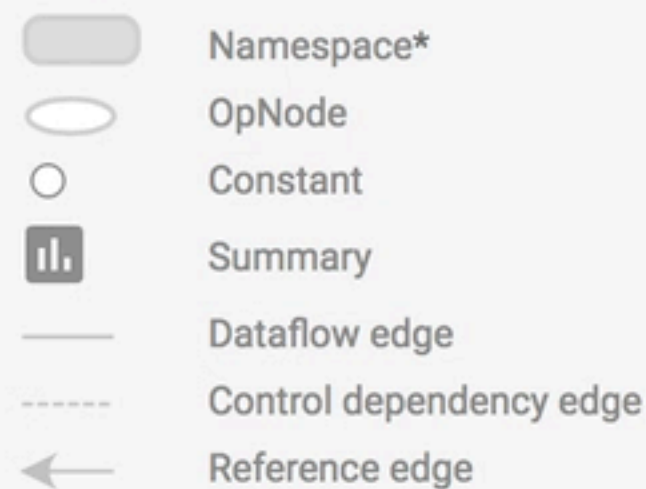 Namespace*
OpNode
Constant
Summary
Dataflow edge
Control dependency edge
Reference edge